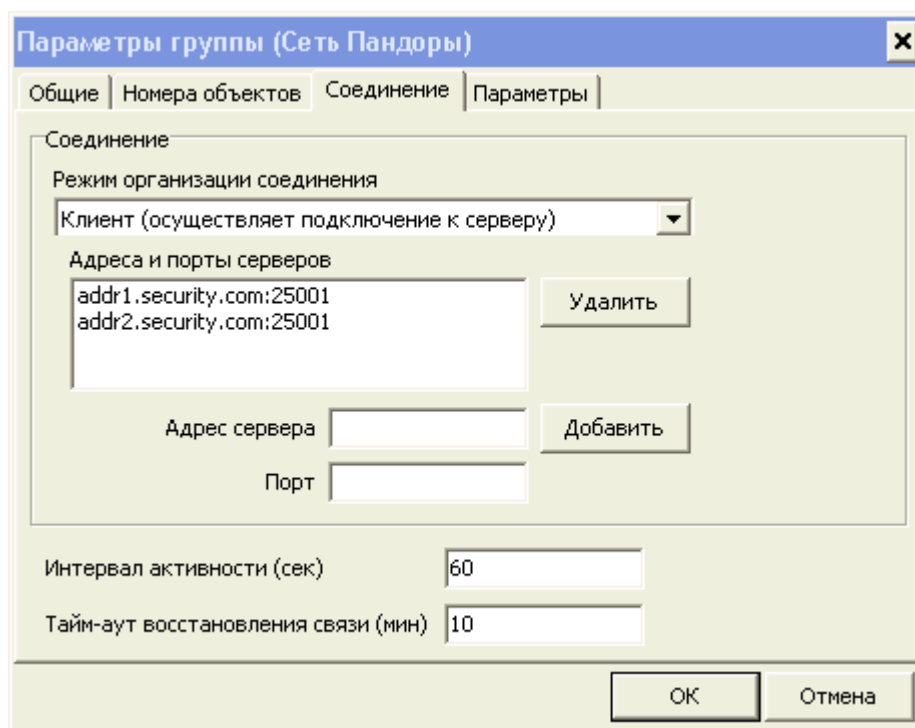 Параметры группы (Сеть Пандоры)
Общие Номера объектов Соединение Параметры
Соединение
Режим организации соединения
Клиент (осуществляет подключение к серверу)
Адреса и порты серверов
addr1.security.com:25001
addr2.security.com:25001
Удалить
Адрес сервера
Добавить
Порт
Интервал активности (сек) 60
Тайм-аут восстановления связи (мин) 10
ОК Отмена